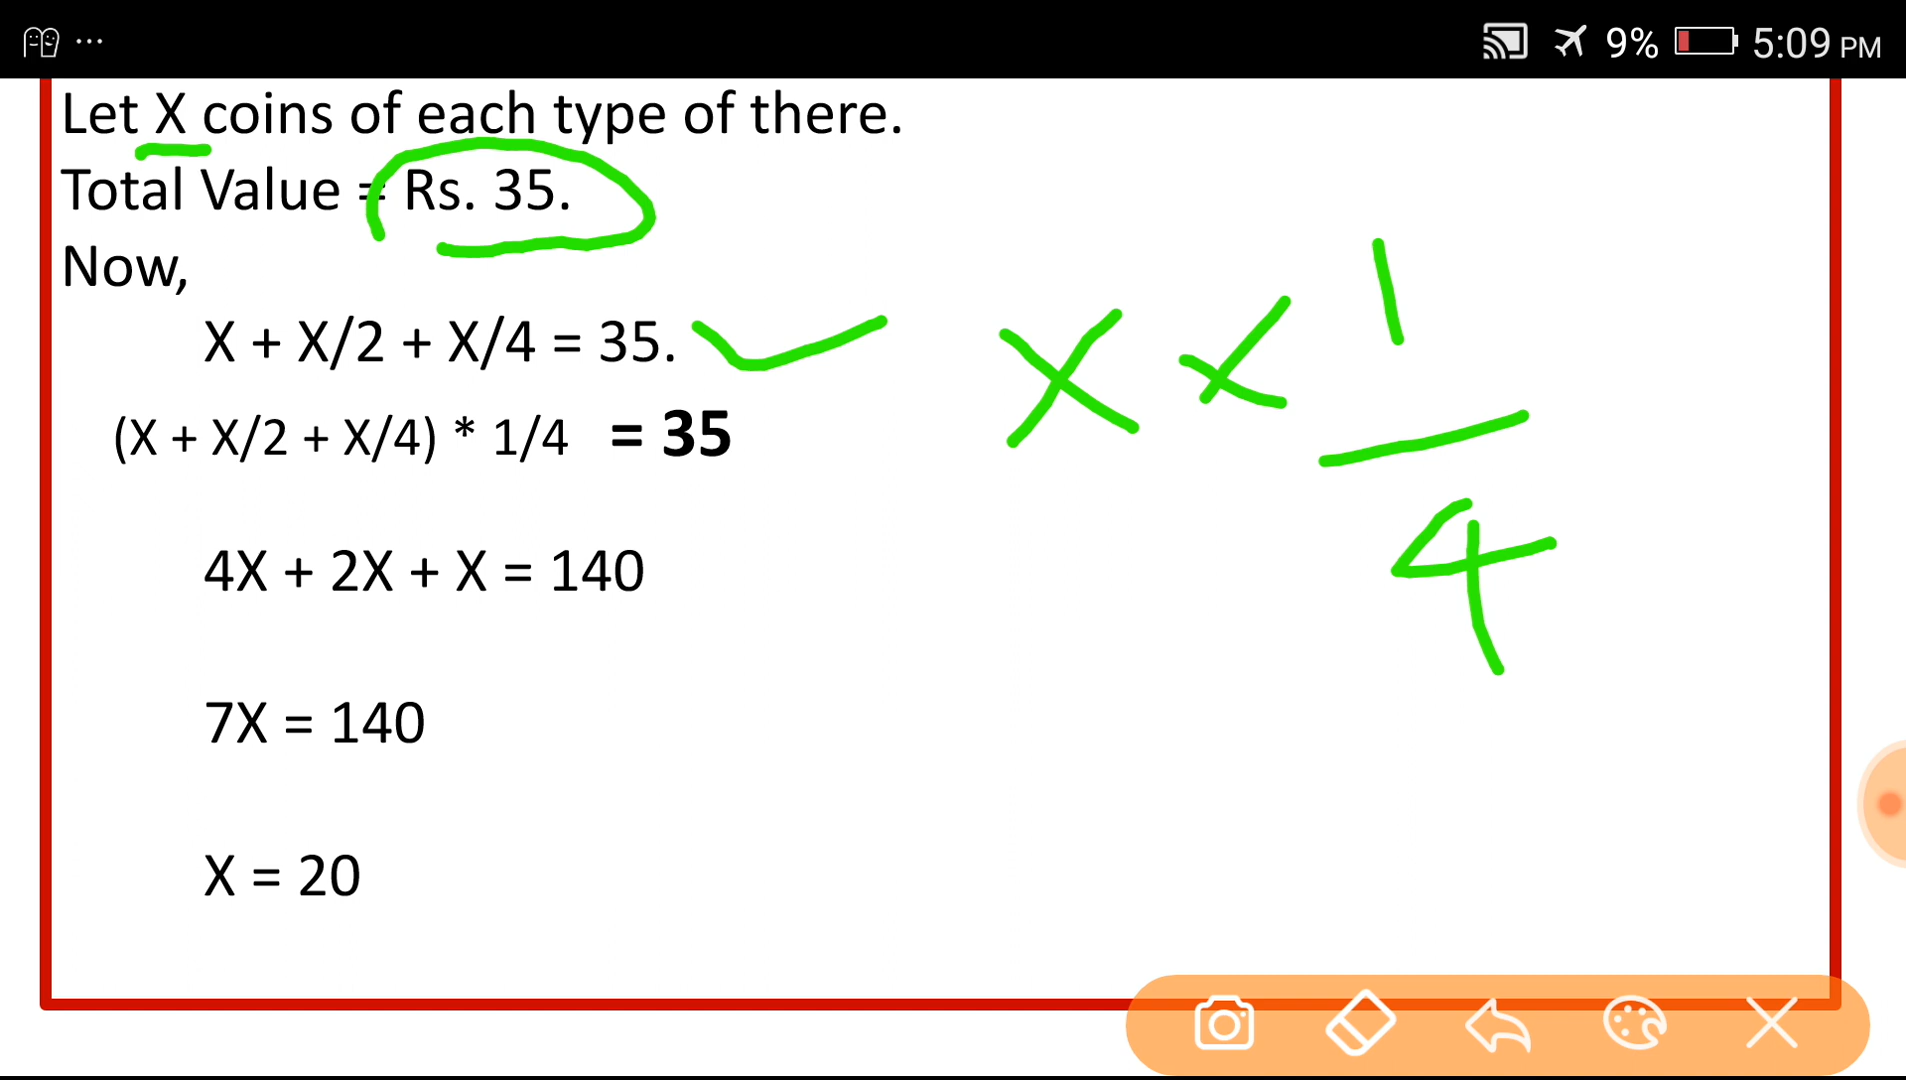 ... 9% 5:09 PM
Let X coins of each type of there.
Total Value = Rs. 35.
Now,
X + X/2 + X/4 = 35.
(X + X/2 + X/4) * 1/4 = 35
4X + 2X + X = 140
7X = 140
X = 20
X × 1
4